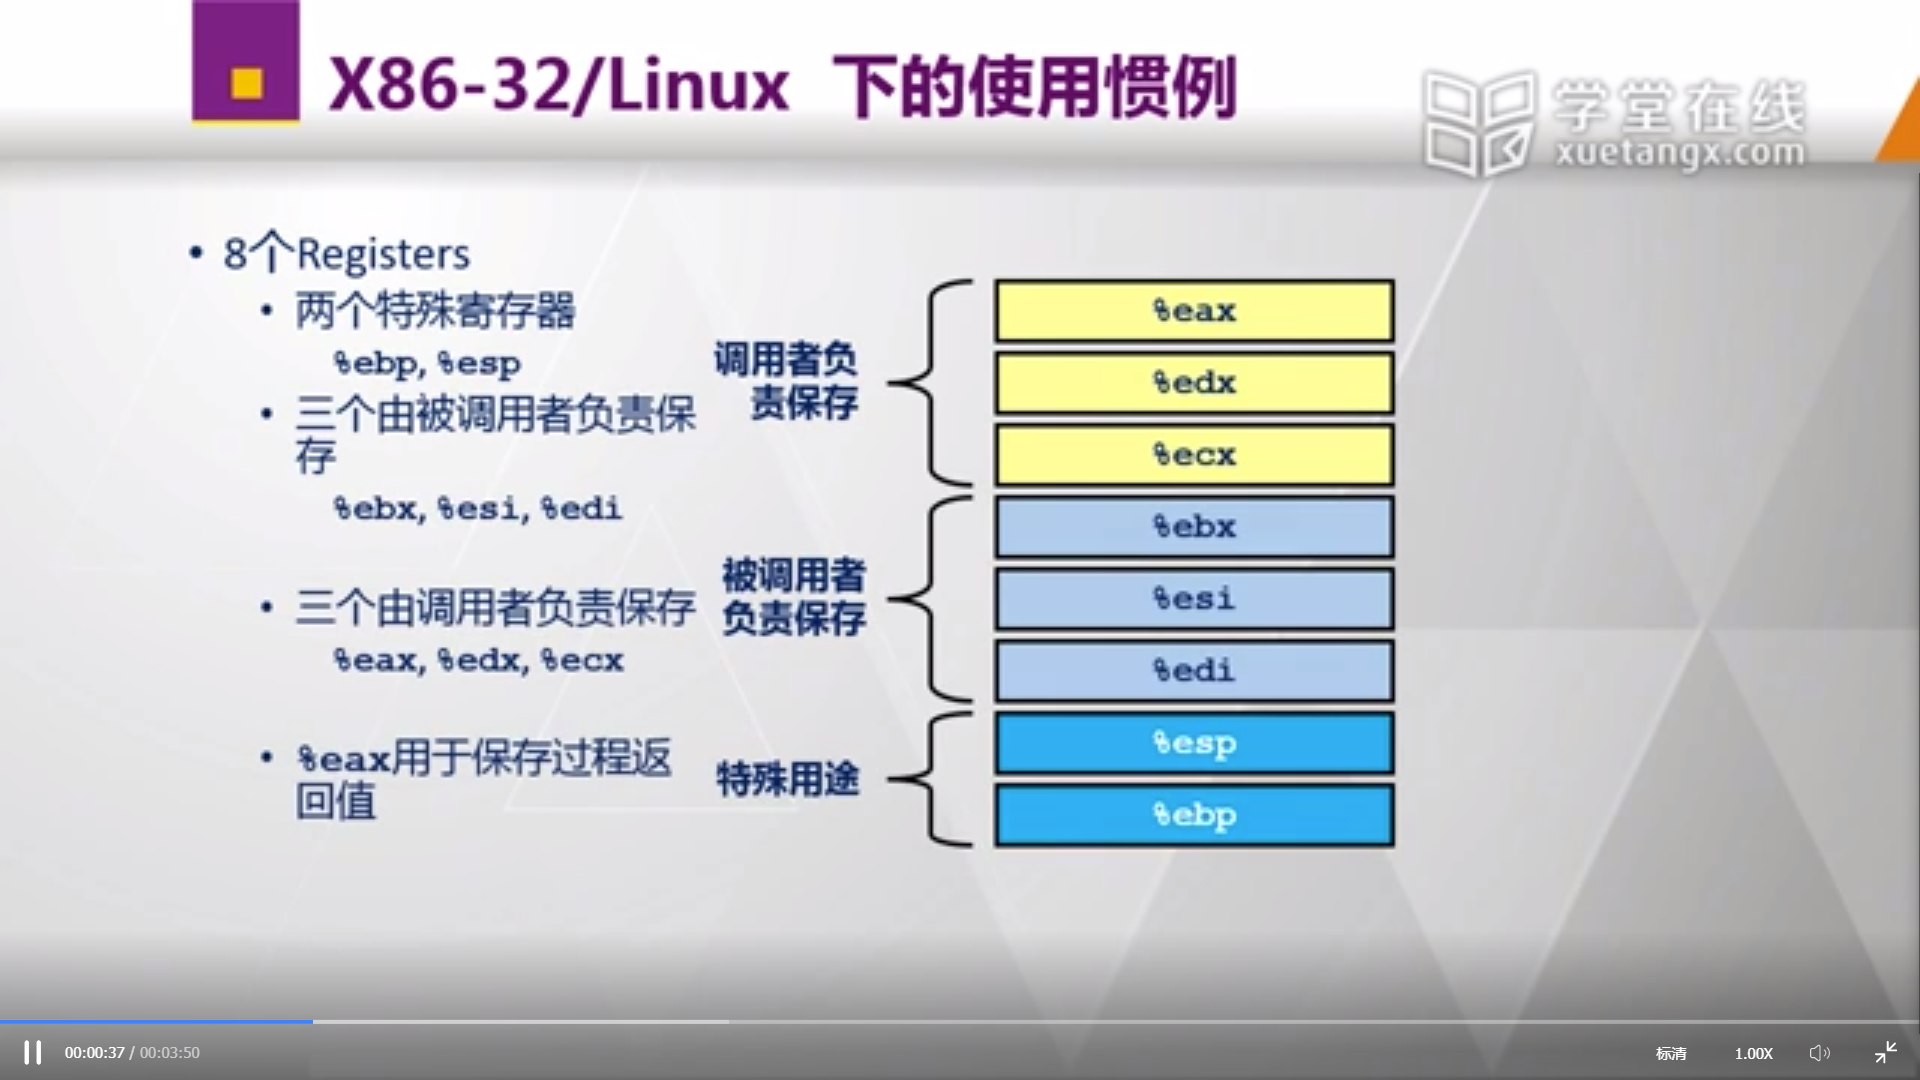 X86-32/Linux 下的使用惯例
学堂在线
xuetangx.com
• 8个Registers
• 两个特殊寄存器
%ebp, %esp
• 三个由被调用者负责保
存
%ebx, %esi, %edi
• 三个由调用者负责保存
%eax, %edx, %ecx
• %eax用于保存过程返
回值
调用者负
责保存
被调用者
负责保存
特殊用途
%eax
%edx
%ecx
%ebx
%esi
%edi
%esp
%ebp
00:00:37 / 00:03:50
标清
1.00X